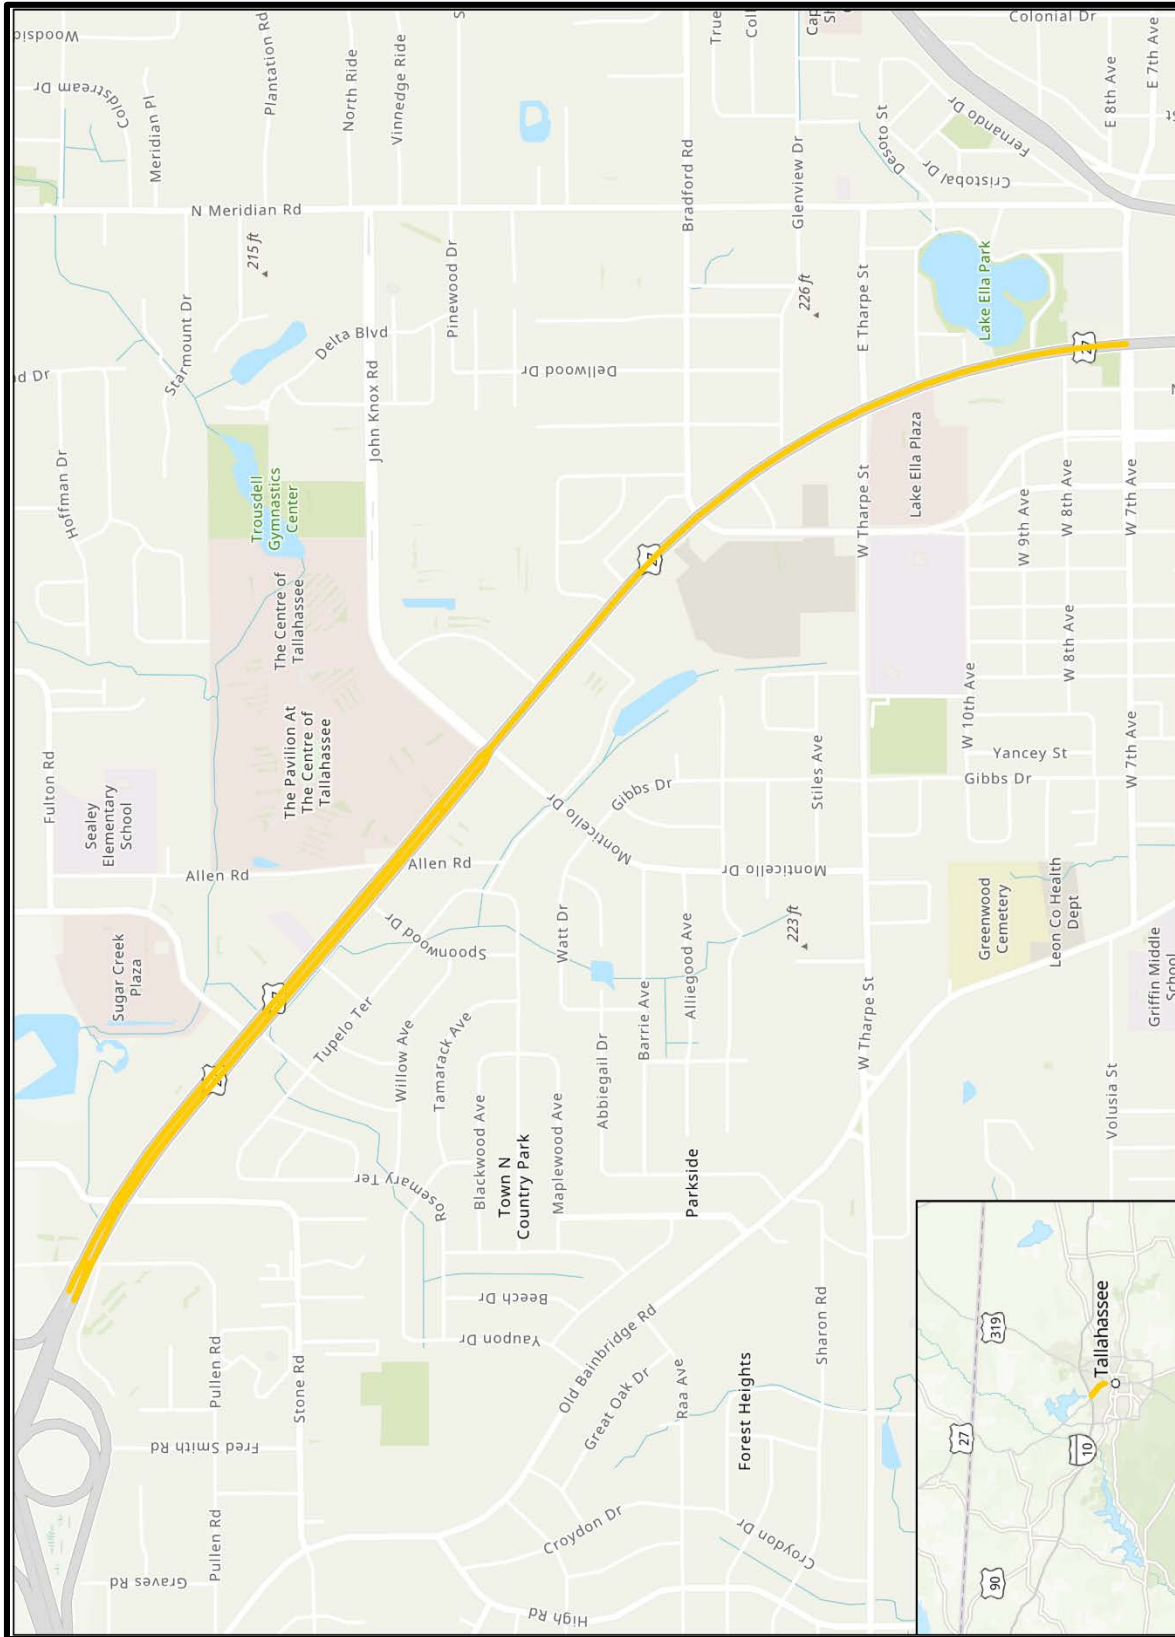 Woodsid
Coldstream Dr
Meridian Pl
Plantation Rd
North Ride
Vinnedge Ride
S
True
Coll
Cap
Sh
Colonial Dr
E 8th Ave
E 7th Ave
Fernando Dr
Cristobal Dr
Desoto St
Glenview Dr
Bradford Rd
N Meridian Rd
215 ft
226 ft
Pinewood Dr
Delta Blvd
Starmount Dr
d Dr
Hoffman Dr
John Knox Rd
Dellwood Dr
E Tharpe St
Lake Ella Park
27
Lake Ella Plaza
W Tharpe St
W 9th Ave
W 8th Ave
W 7th Ave
Trousdell
Gymnastics
Center
The Centre of
Tallahassee
The Pavilion At
The Centre of
Tallahassee
27
W 8th Ave
W 10th Ave
Yancey St
Gibbs Dr
W 7th Ave
Stiles Ave
Gibbs Dr
Monticello Dr
Monticello Dr
Fulton Rd
Sealey
Elementary
School
Allen Rd
Allen Rd
Spoonwood Dr
Watt Dr
Alliegood Ave
Barrie Ave
223 ft
Greenwood
Cemetery
Leon Co Health
Dept
Griffin Middle
School
Sugar Creek
Plaza
Tupelo Ter
Willow Ave
Tamarack Ave
Blackwood Ave
Town N
Country Park
Maplewood Ave
Abbiegail Dr
Parkside
W Tharpe St
Volusia St
Rosemary Ter
Beech Dr
Yaupon Dr
Old Bainbridge Rd
Great Oak Dr
Raa Ave
Forest Heights
Sharon Rd
Pullen Rd
Stone Rd
Fred Smith Rd
Pullen Rd
Graves Rd
Croydon Dr
Croydon Dr
High Rd
Tallahassee
319
27
10
90